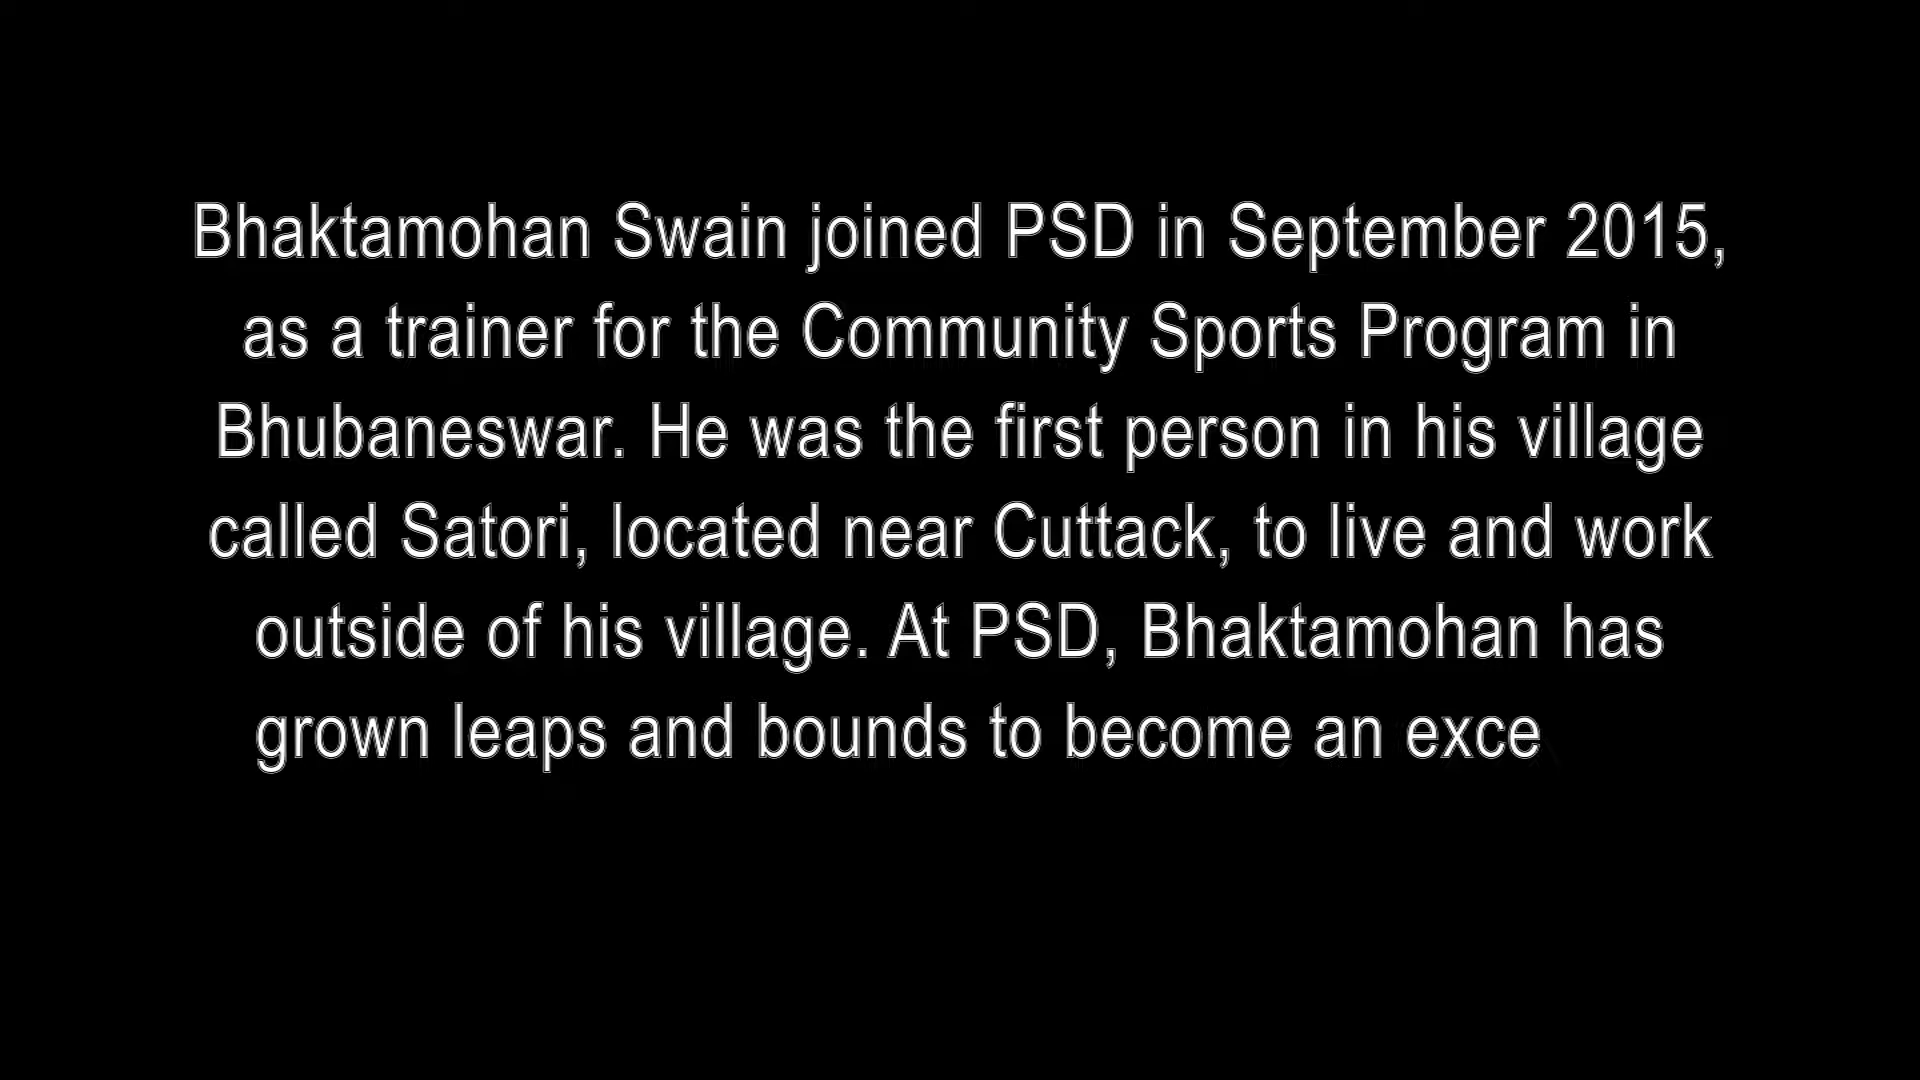 Bhaktamohan Swain joined PSD in September 2015,
as a trainer for the Community Sports Program in
Bhubaneswar. He was the first person in his village
called Satori, located near Cuttack, to live and work
outside of his village. At PSD, Bhaktamohan has
grown leaps and bounds to become an exce